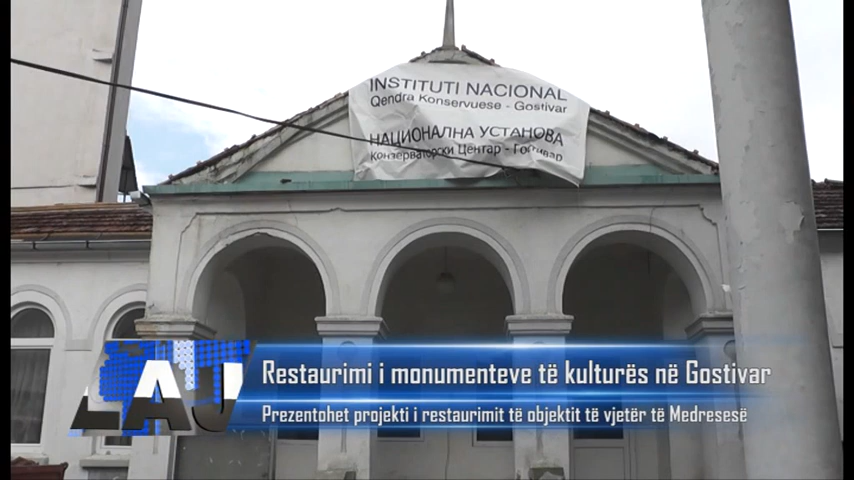 INSTITUTI NACIONAL
Qendra Konservuese - Gostivar
НАЦИОНАЛНА УСТАНОВА
Конзерваторски Центар - Гостивар
LAJ
Restaurimi i monumenteve të kulturës në Gostivar
Prezentohet projekti i restaurimit të objektit të vjetër të Medresesë